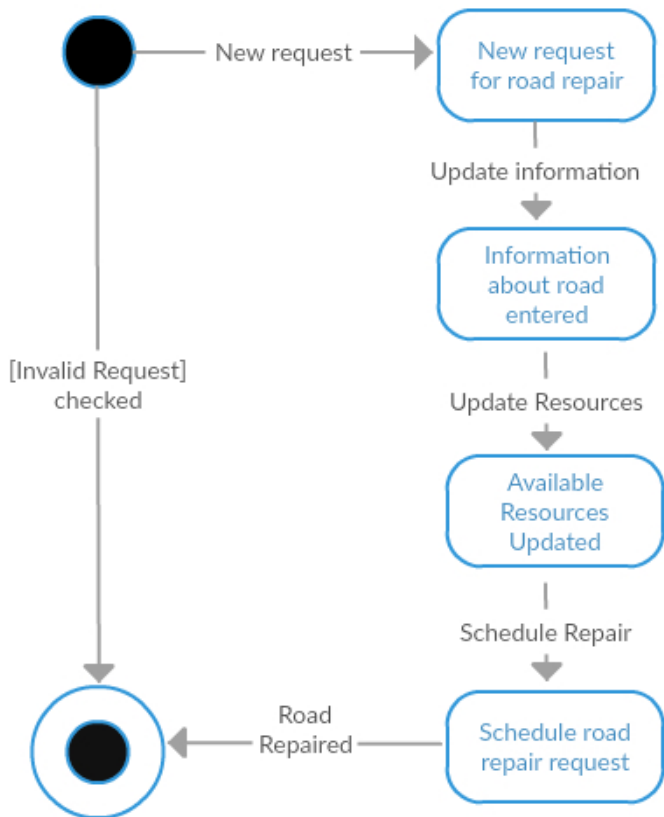 New request
New request
for road repair
Update information
Information
about road
entered
[Invalid Request]
checked
Update Resources
Available
Resources
Updated
Schedule Repair
Road
Repaired
Schedule road
repair request